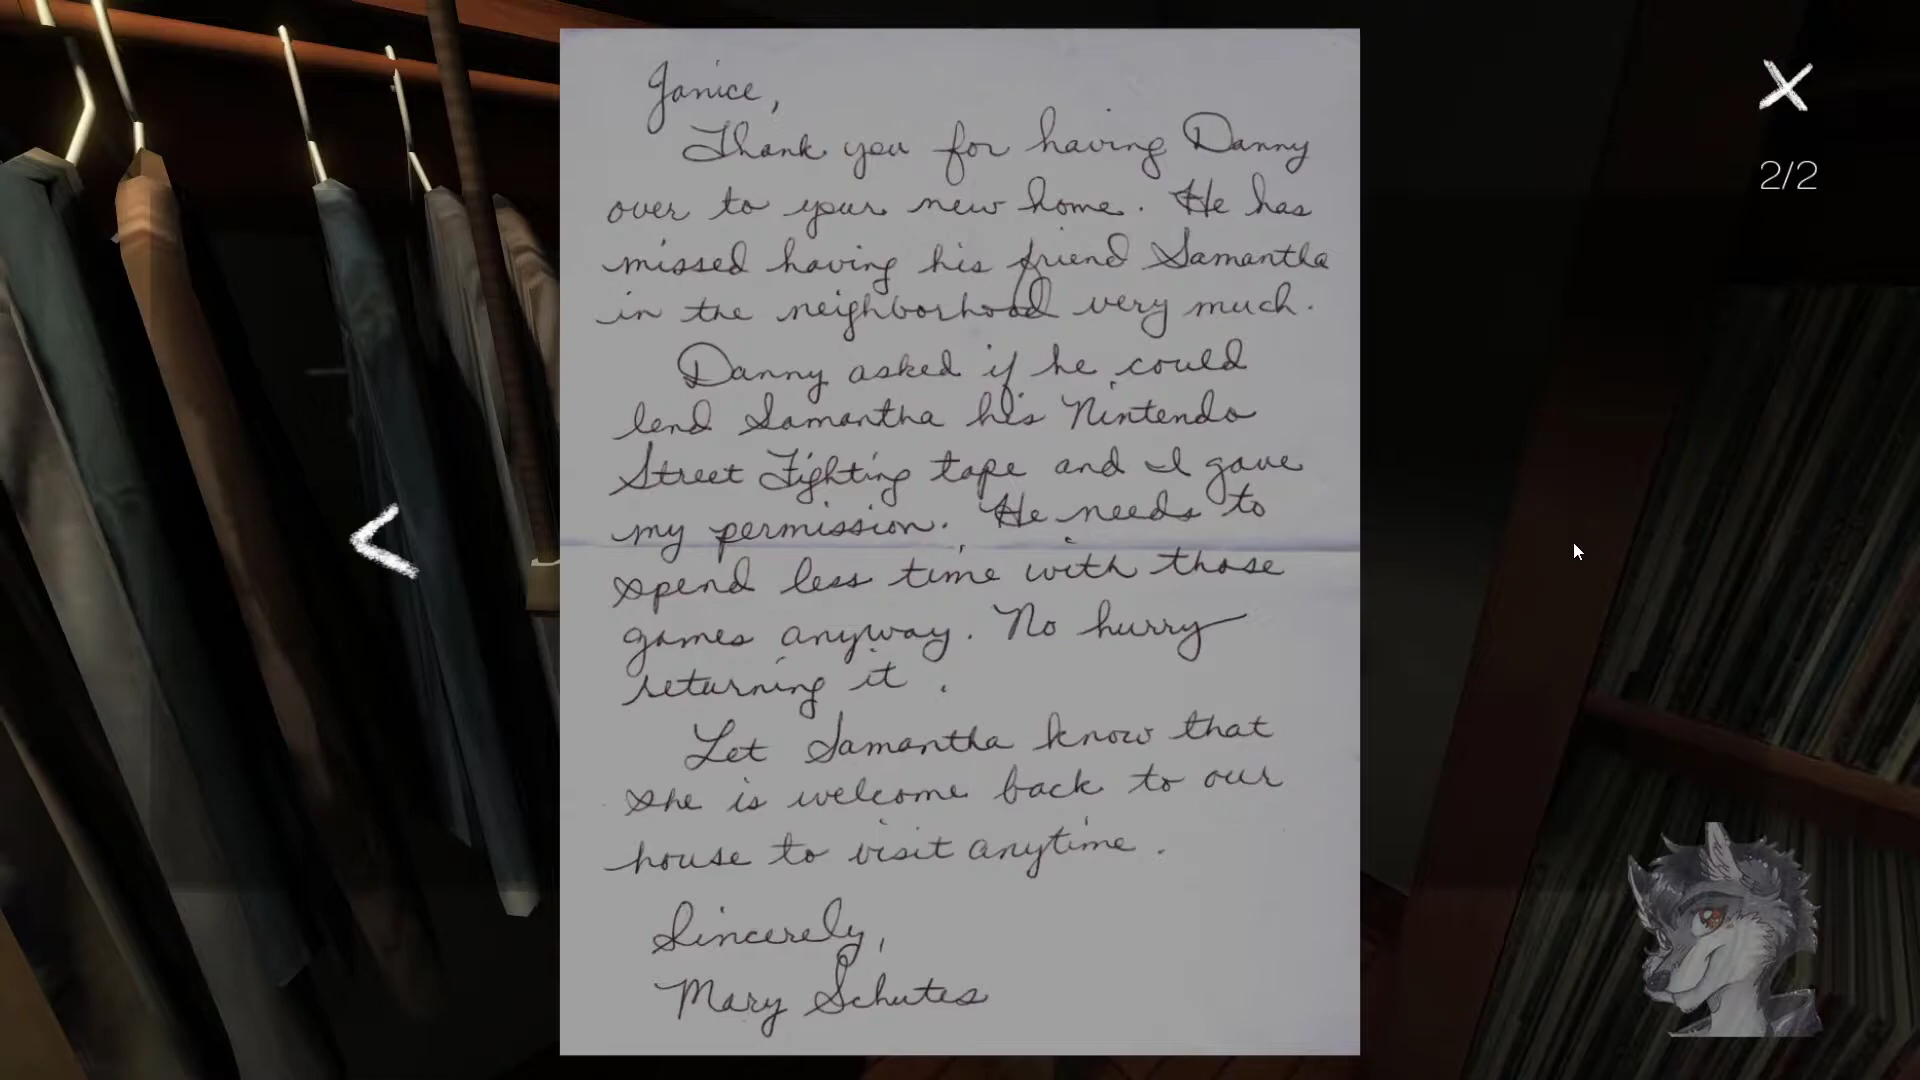 Janice,
Thank you for having Danny
over to your new home. He has
missed having his friend Samantha
in the neighborhood very much.
Danny asked if he could
lend Samantha his Nintendo
Street Fighting tape and I gave
my permission. He needs to
spend less time with those
games anyway. No hurry
returning it.
Let Samantha know that
she is welcome back to our
house to visit anytime.
Sincerely,
Mary Schutes
2/2